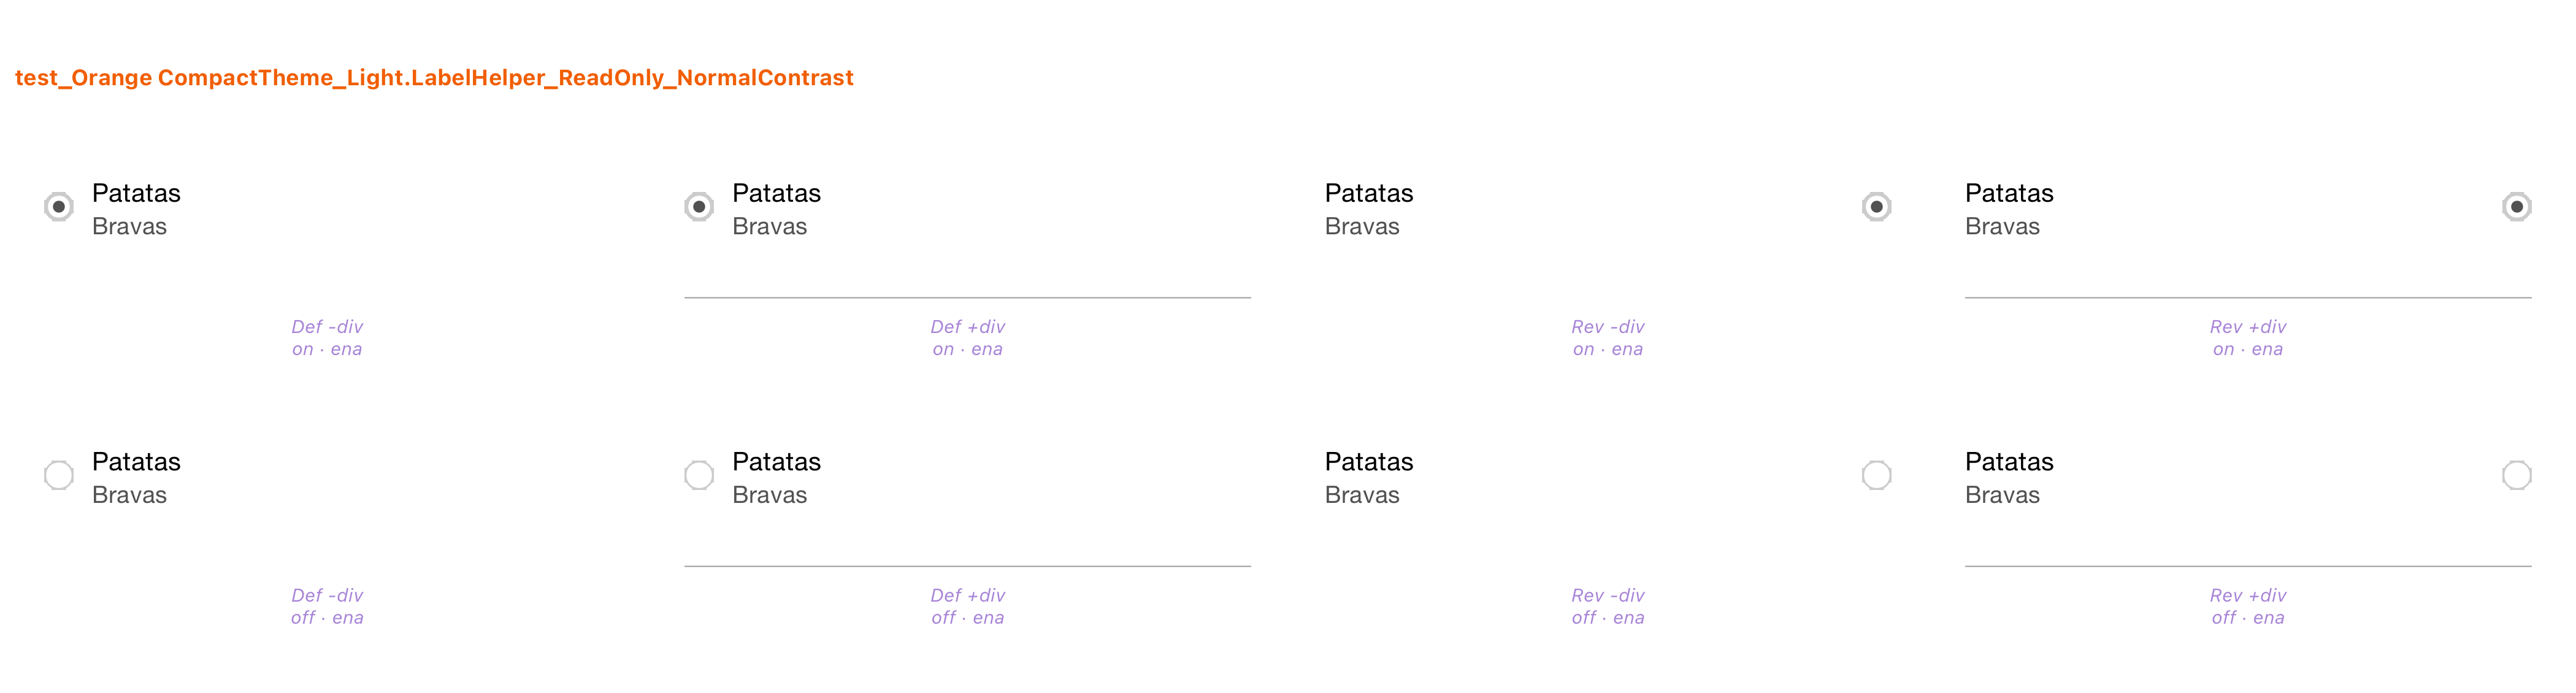 test_Orange CompactTheme_Light.LabelHelper_ReadOnly_NormalContrast
Patatas
Bravas
Def -div
on · ena
Patatas
Bravas
Def +div
on · ena
Patatas
Bravas
Rev -div
on · ena
Patatas
Bravas
Rev +div
on · ena
Patatas
Bravas
Def -div
off · ena
Patatas
Bravas
Def +div
off · ena
Patatas
Bravas
Rev -div
off · ena
Patatas
Bravas
Rev +div
off · ena